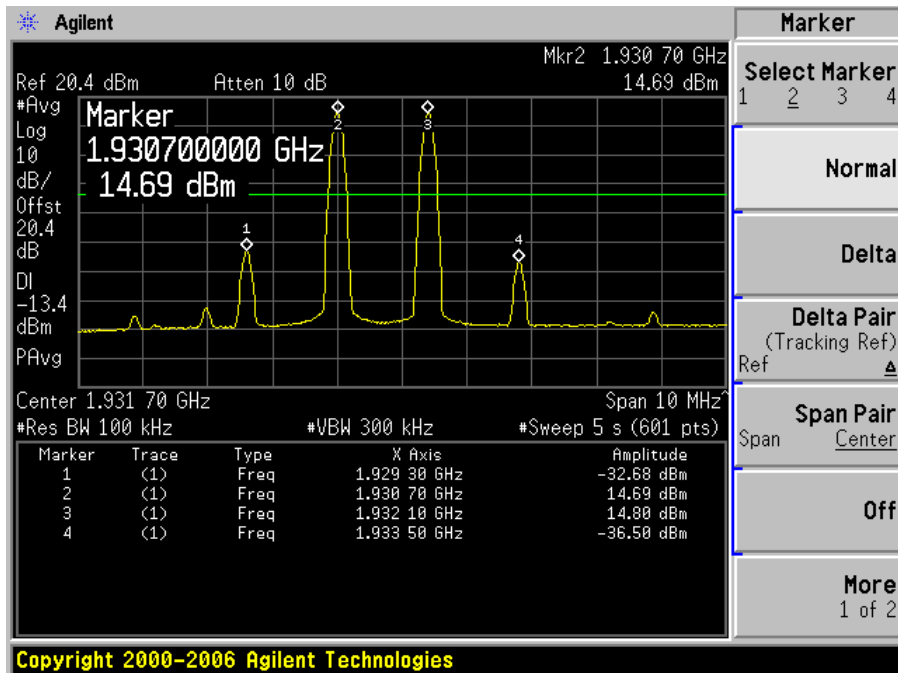 Agilent
Marker
Mkr2 1.930 70 GHz
Ref 20.4 dBm Atten 10 dB 14.69 dBm
#Avg
Log
10
dB/
Offst
20.4
dB
DI
-13.4
dBm
PAvg
Marker
1.930700000 GHz
14.69 dBm
1
2
3
4
Center 1.931 70 GHz Span 10 MHz^
#Res BW 100 kHz #VBW 300 kHz #Sweep 5 s (601 pts)
Marker Trace Type X Axis Amplitude
1 (1) Freq 1.929 30 GHz -32.68 dBm
2 (1) Freq 1.930 70 GHz 14.69 dBm
3 (1) Freq 1.932 10 GHz 14.80 dBm
4 (1) Freq 1.933 50 GHz -36.50 dBm
Select Marker
1 2 3 4
Normal
Delta
Delta Pair
(Tracking Ref)
Ref Δ
Span Pair
Span Center
Off
More
1 of 2
Copyright 2000-2006 Agilent Technologies